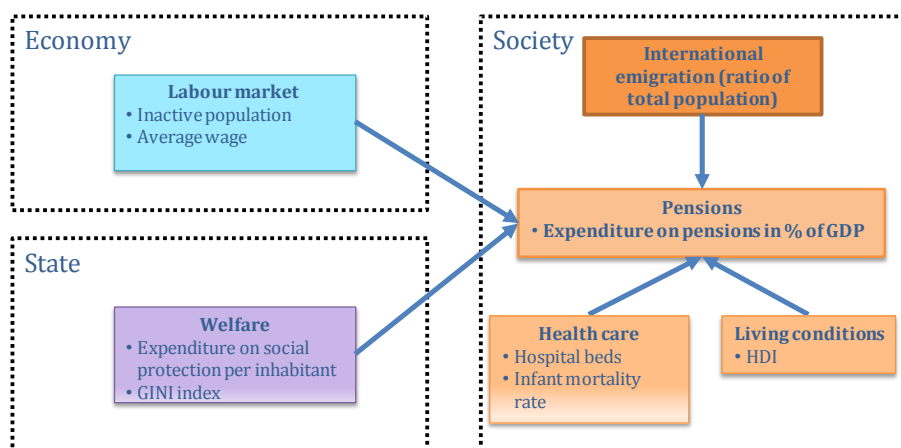 Economy
Labour market
• Inactive population
• Average wage
State
Welfare
• Expenditure on social
protection per inhabitant
• GINI index
Society
International
emigration (ratio of
total population)
Pensions
• Expenditure on pensions in % of GDP
Health care
• Hospital beds
• Infant mortality
rate
Living conditions
• HDI